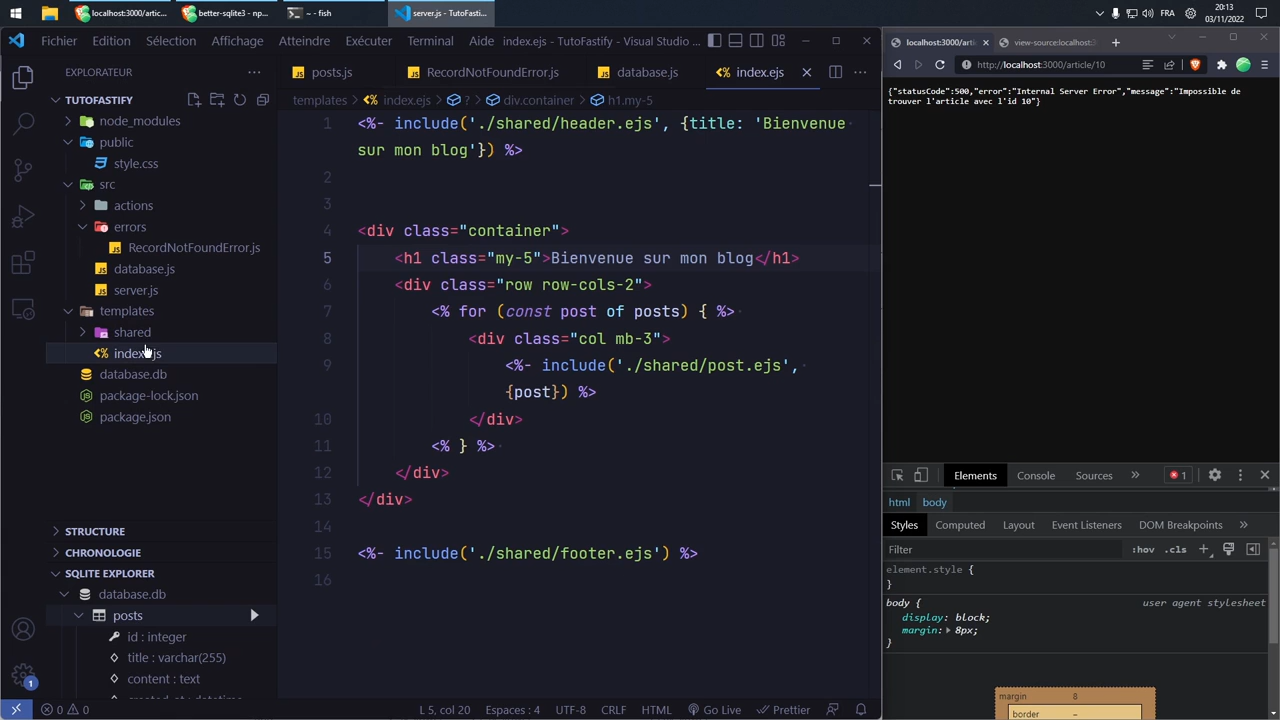 localhost:3000/artic...
better-sqlite3 - np...
~ - fish
server.js - TutoFasti...
FRA
20:13
03/11/2022
Fichier Edition Sélection Affichage Atteindre Exécuter Terminal Aide
index.ejs - TutoFastify - Visual Studio ...
EXPLORATEUR
TUTOFASTIFY
node_modules
public
style.css
src
actions
errors
RecordNotFoundError.js
database.js
server.js
templates
shared
index.ejs
database.db
package-lock.json
package.json
STRUCTURE
CHRONOLOGIE
SQLITE EXPLORER
database.db
posts
id : integer
title : varchar(255)
content : text
created_at : datetime
1
posts.js RecordNotFoundError.js database.js index.ejs
templates > index.ejs > ? > div.container > h1.my-5
1 <%- include('./shared/header.ejs', {title: 'Bienvenue
sur mon blog'}) %>
2
3
4 <div class="container">
5 <h1 class="my-5">Bienvenue sur mon blog</h1>
6 <div class="row row-cols-2">
7 <% for (const post of posts) { %>
8 <div class="col mb-3">
9 <%- include('./shared/post.ejs',
{post}) %>
10 </div>
11 <% } %>
12 </div>
13 </div>
14
15 <%- include('./shared/footer.ejs') %>
16
0 0
L 5, col 20 Espaces : 4 UTF-8 CRLF HTML Go Live Prettier
localhost:3000/arti
view-source:localhost:3
http://localhost:3000/article/10
{"statusCode":500,"error":"Internal Server Error","message":"Impossible de
trouver l'article avec l'id 10"}
Elements Console Sources » 1
html body
Styles Computed Layout Event Listeners DOM Breakpoints »
Filter :hov .cls +
element.style {
}
body { user agent stylesheet
display: block;
margin: 8px;
}
margin 8
border –